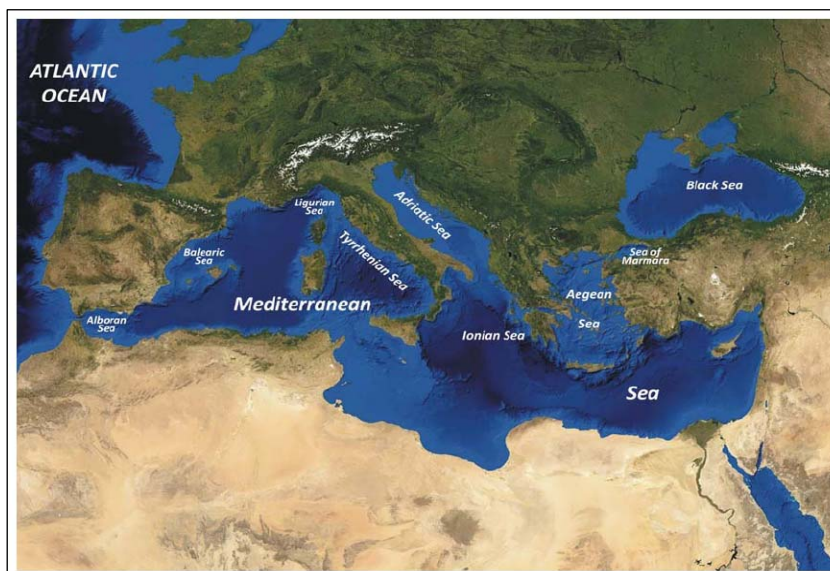 ATLANTIC
OCEAN
Black Sea
Ligurian
Sea
Adriatic Sea
Balearic
Sea
Tyrrhenian Sea
Sea of
Marmara
Aegean
Sea
Mediterranean
Alboran
Sea
Ionian Sea
Sea